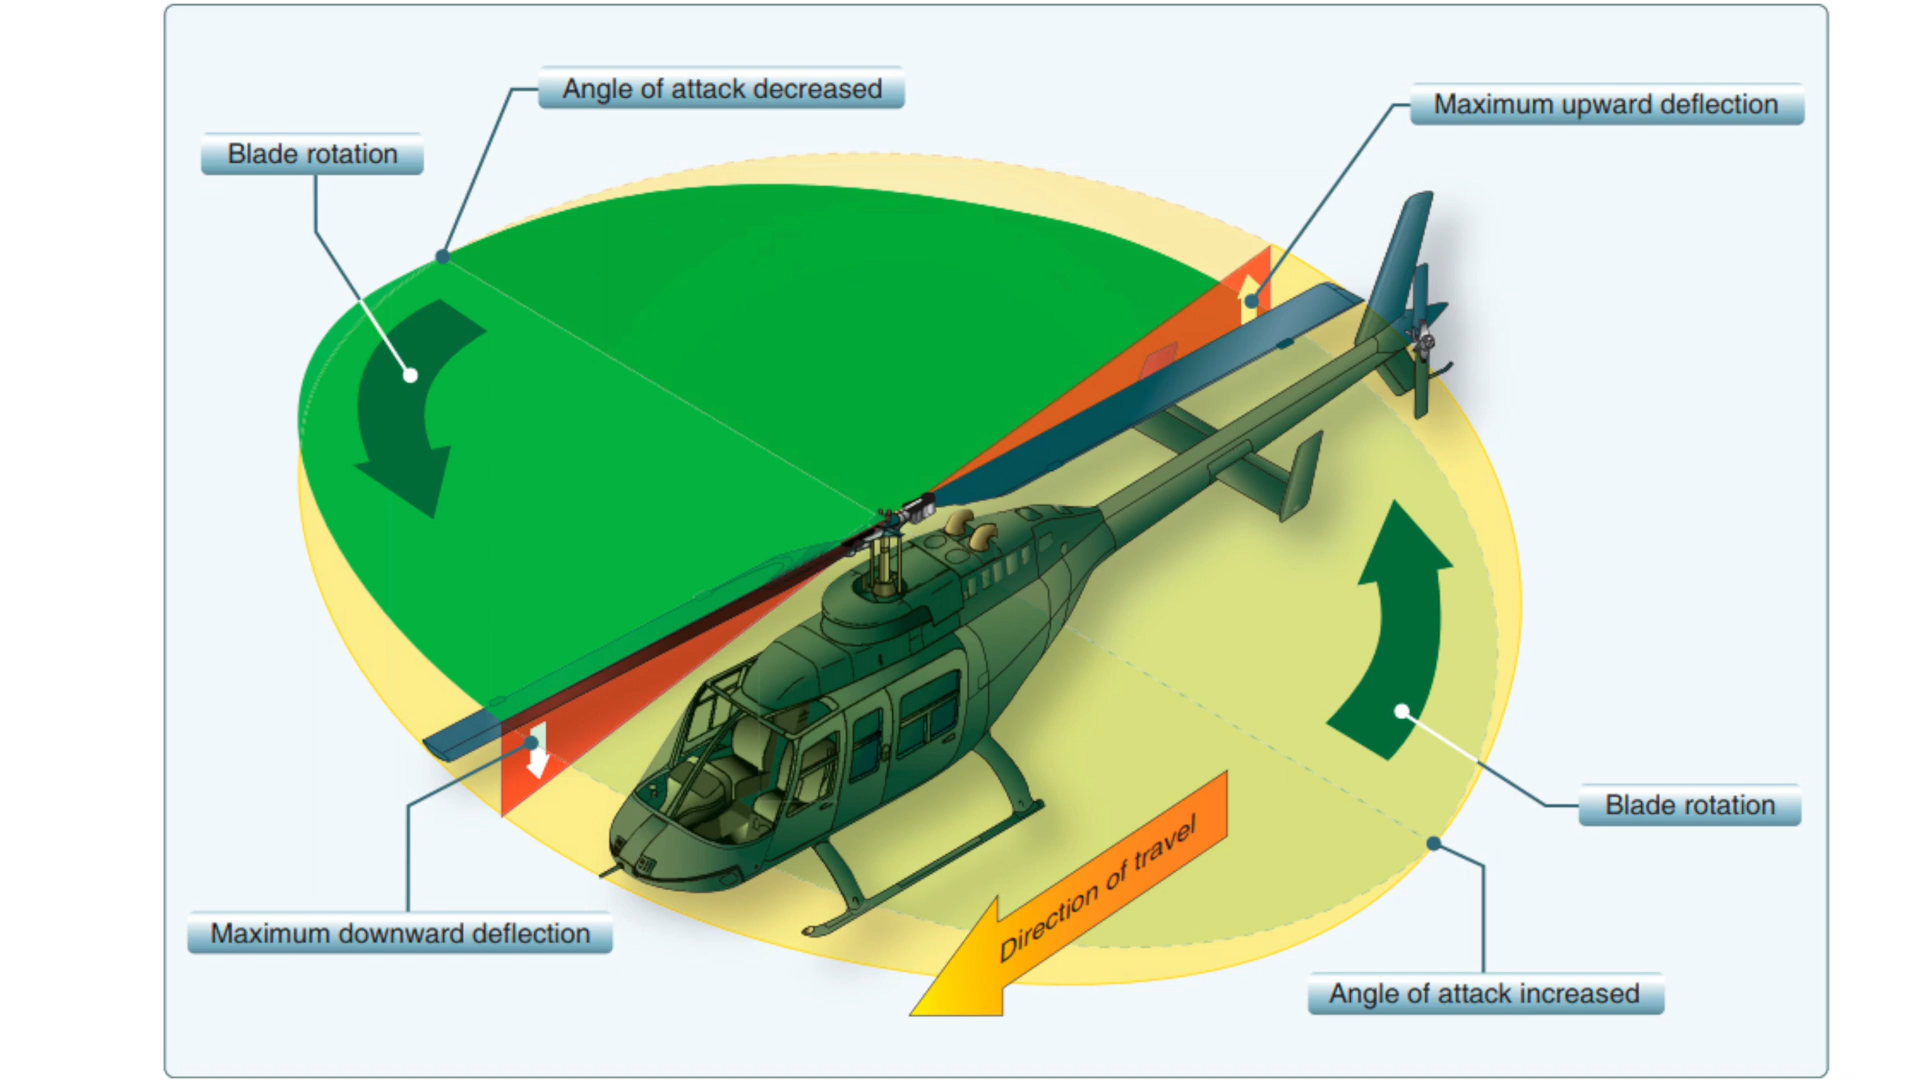 Angle of attack decreased
Maximum upward deflection
Blade rotation
Blade rotation
Direction of travel
Maximum downward deflection
Angle of attack increased